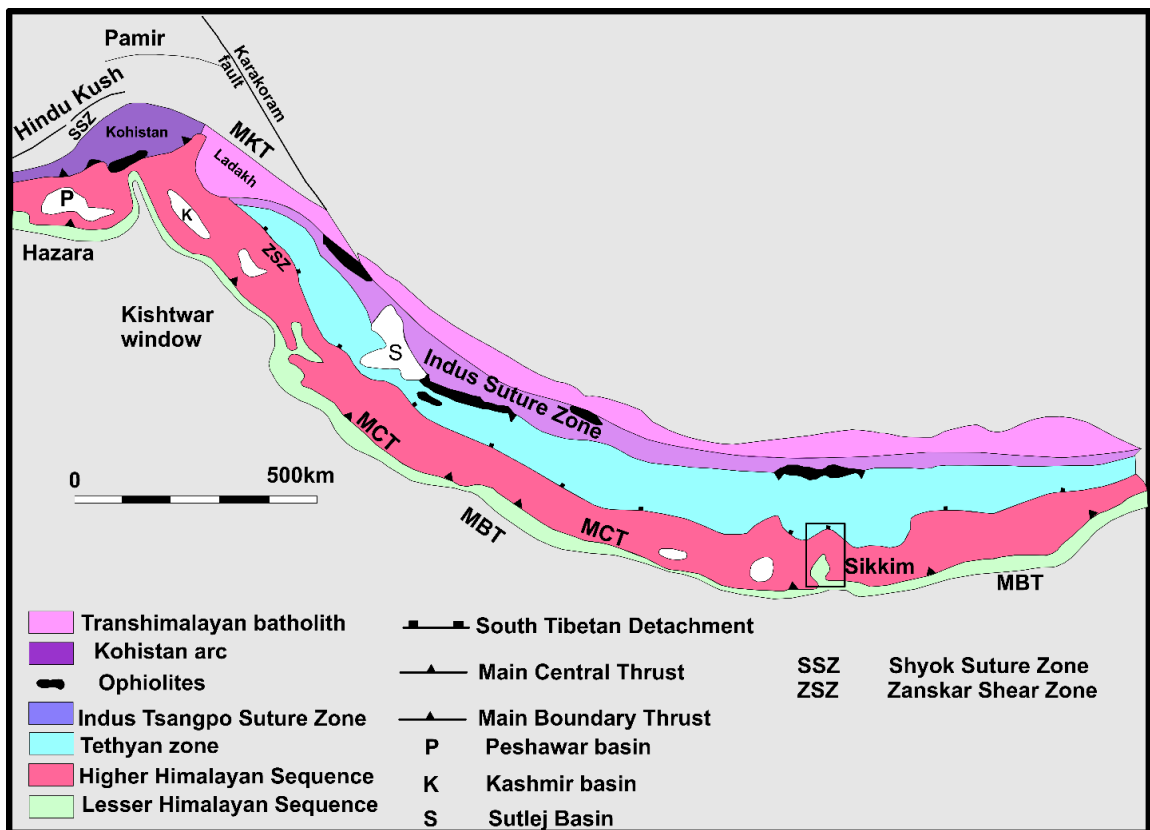 Pamir
Karakoram
fault
Hindu Kush
SSZ
Kohistan
MKT
Ladakh
P
K
Hazara
ZSZ
Kishtwar
window
S
Indus Suture Zone
MCT
0
500km
MBT
MCT
Sikkim
MBT
Transhimalayan batholith
Kohistan arc
Ophiolites
Indus Tsangpo Suture Zone
Tethyan zone
Higher Himalayan Sequence
Lesser Himalayan Sequence
South Tibetan Detachment
Main Central Thrust
Main Boundary Thrust
P Peshawar basin
K Kashmir basin
S Sutlej Basin
SSZ Shyok Suture Zone
ZSZ Zanskar Shear Zone